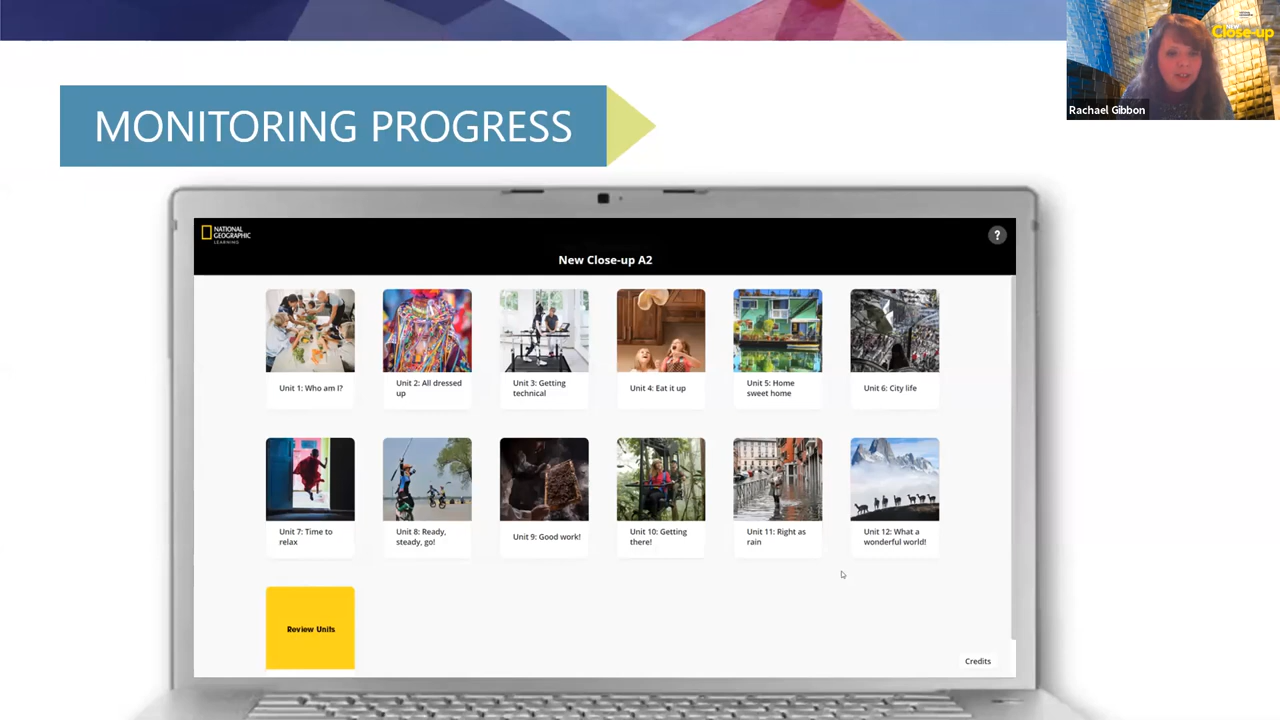 MONITORING PROGRESS
Close-up
Rachael Gibbon
NATIONAL
GEOGRAPHIC
LEARNING
?
New Close-up A2
Unit 1: Who am I?
Unit 2: All dressed
up
Unit 3: Getting
technical
Unit 4: Eat it up
Unit 5: Home
sweet home
Unit 6: City life
Unit 7: Time to
relax
Unit 8: Ready,
steady, go!
Unit 9: Good work!
Unit 10: Getting
there!
Unit 11: Right as
rain
Unit 12: What a
wonderful world!
Review Units
Credits